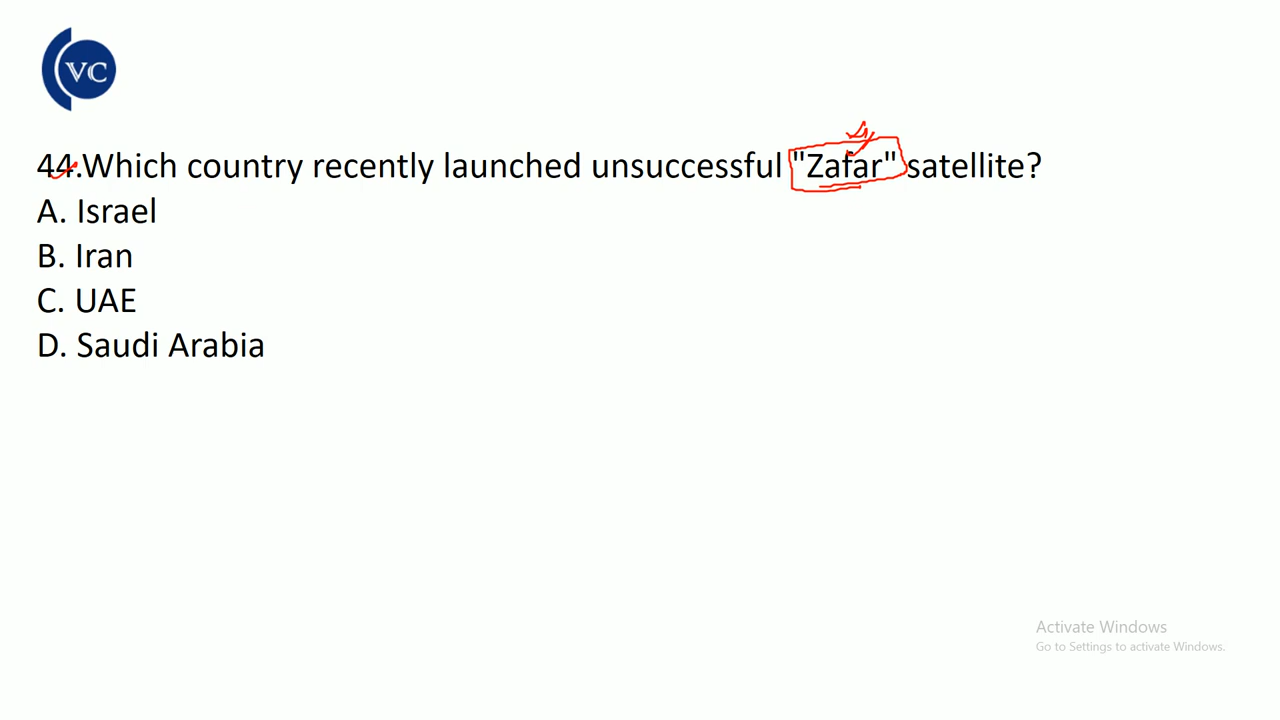 VC
44.Which country recently launched unsuccessful "Zafar" satellite?
A. Israel
B. Iran
C. UAE
D. Saudi Arabia
Activate Windows
Go to Settings to activate Windows.